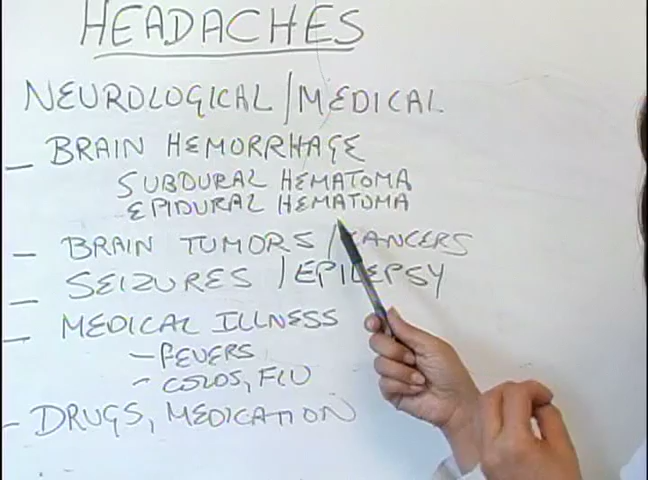 HEADACHES
NEUROLOGICAL/MEDICAL
– BRAIN HEMORRHAGE
SUBDURAL HEMATOMA
EPIDURAL HEMATOMA
– BRAIN TUMORS/CANCERS
– SEIZURES/EPILEPSY
– MEDICAL ILLNESS
– FEVERS
– COLDS, FLU
– DRUGS, MEDICATION